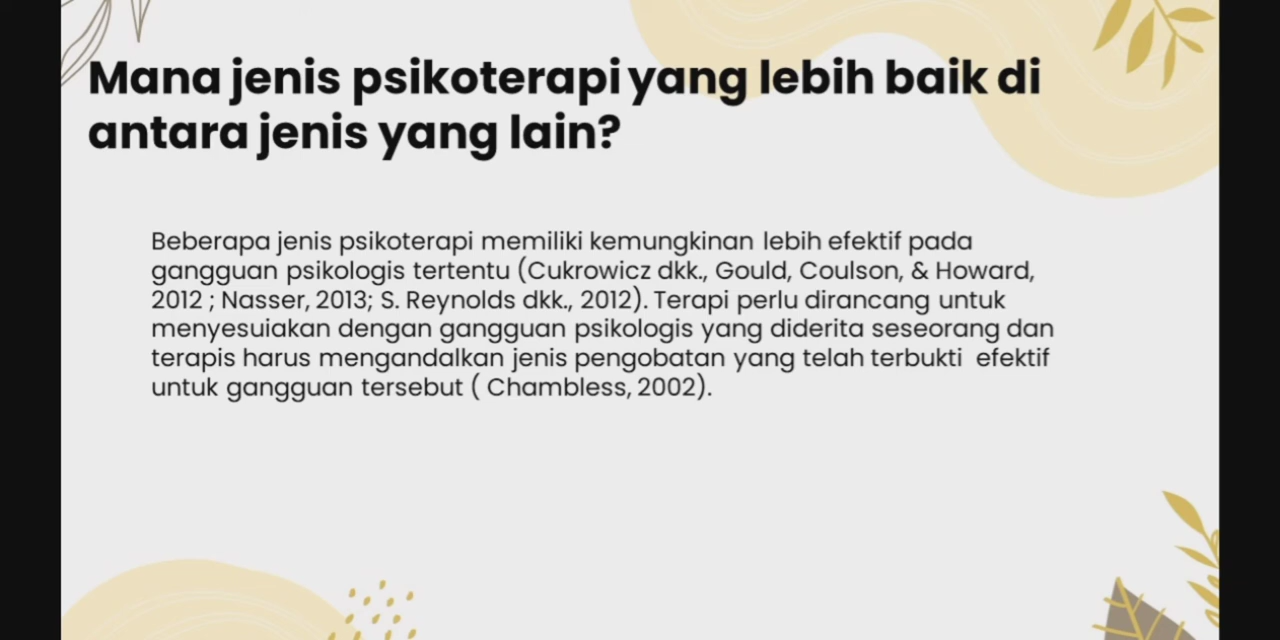 Mana jenis psikoterapi yang lebih baik di
antara jenis yang lain?
Beberapa jenis psikoterapi memiliki kemungkinan lebih efektif pada
gangguan psikologis tertentu (Cukrowicz dkk., Gould, Coulson, & Howard,
2012 ; Nasser, 2013; S. Reynolds dkk., 2012). Terapi perlu dirancang untuk
menyesuiakan dengan gangguan psikologis yang diderita seseorang dan
terapis harus mengandalkan jenis pengobatan yang telah terbukti efektif
untuk gangguan tersebut ( Chambless, 2002).